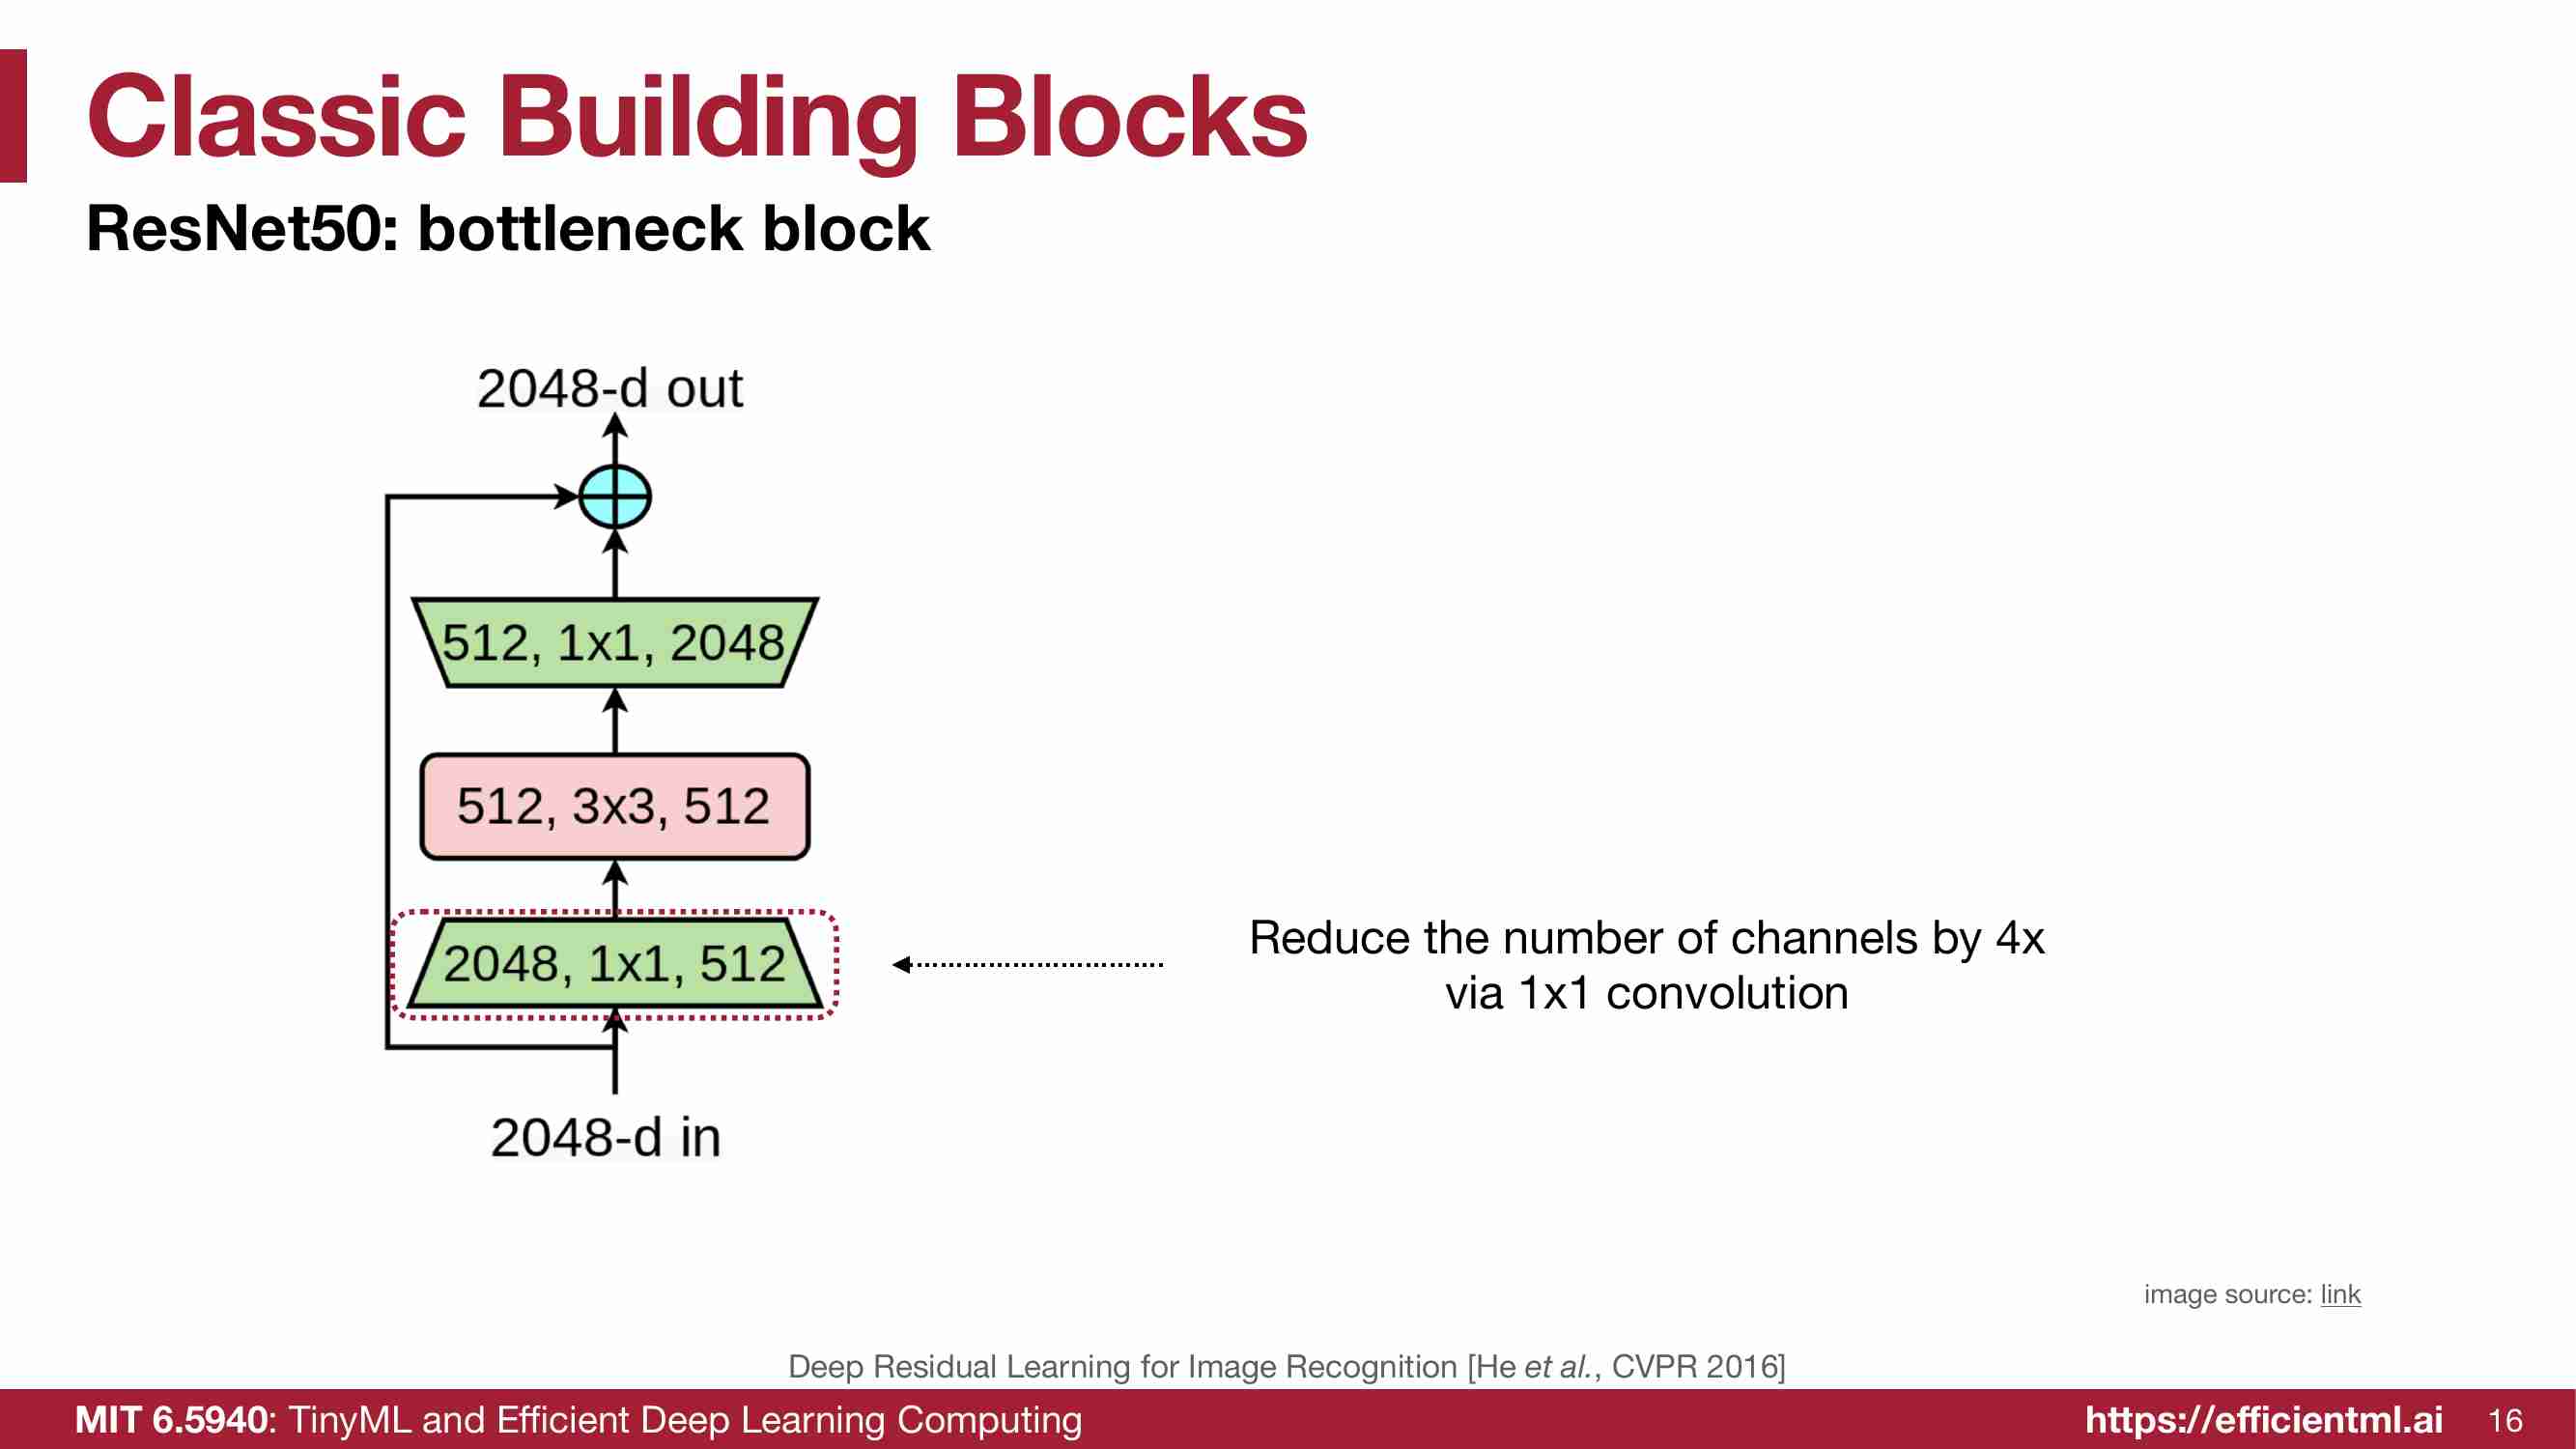 Classic Building Blocks
ResNet50: bottleneck block
2048-d out
512, 1x1, 2048
512, 3x3, 512
2048, 1x1, 512
2048-d in
Reduce the number of channels by 4x
via 1x1 convolution
image source: link
Deep Residual Learning for Image Recognition [He et al., CVPR 2016]
MIT 6.5940: TinyML and Efficient Deep Learning Computing
https://efficientml.ai
16